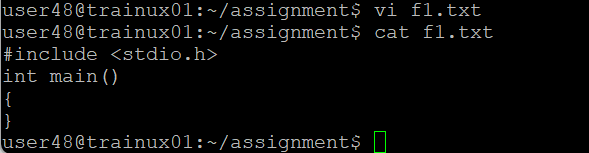 user48@trainux01:~/assignment$ vi f1.txt
user48@trainux01:~/assignment$ cat f1.txt
#include <stdio.h>
int main()
{
}
user48@trainux01:~/assignment$